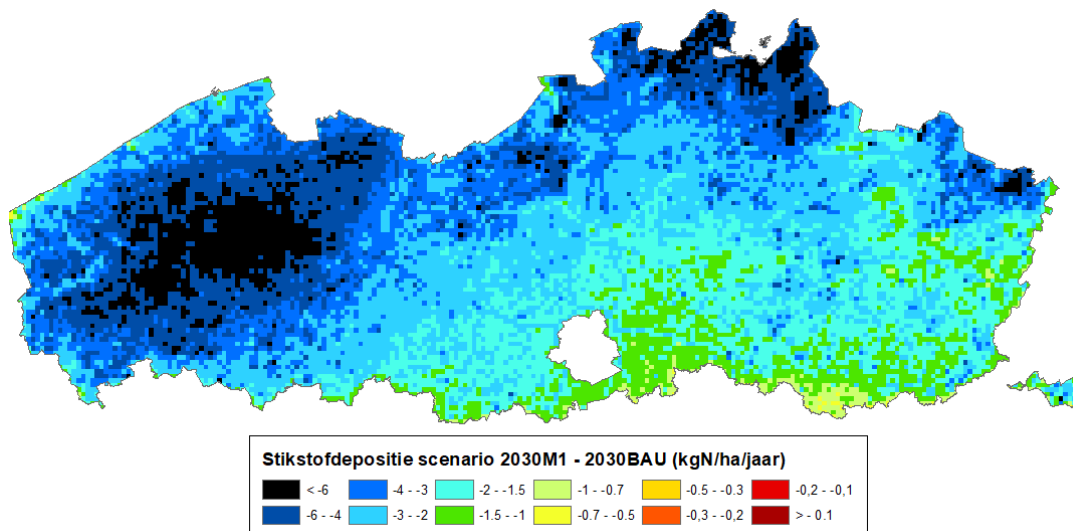 Stikstofdepositie scenario 2030M1 - 2030BAU (kgN/ha/jaar)
< -6 -4 - -3 -2 - -1.5 -1 - -0.7 -0.5 - -0.3 -0,2 - -0,1
-6 - -4 -3 - -2 -1.5 - -1 -0.7 - -0.5 -0,3 - -0,2 > - 0.1